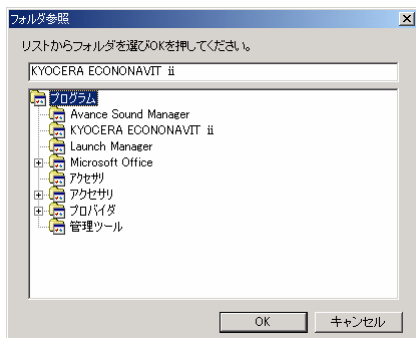 フォルダ参照
リストからフォルダを選びOKを押してください。
KYOCERA ECONONAVIT ⅱ
プログラム
Avance Sound Manager
KYOCERA ECONONAVIT ⅱ
Launch Manager
Microsoft Office
アクセサリ
アクセサリ
プロバイダ
管理ツール
OK
キャンセル